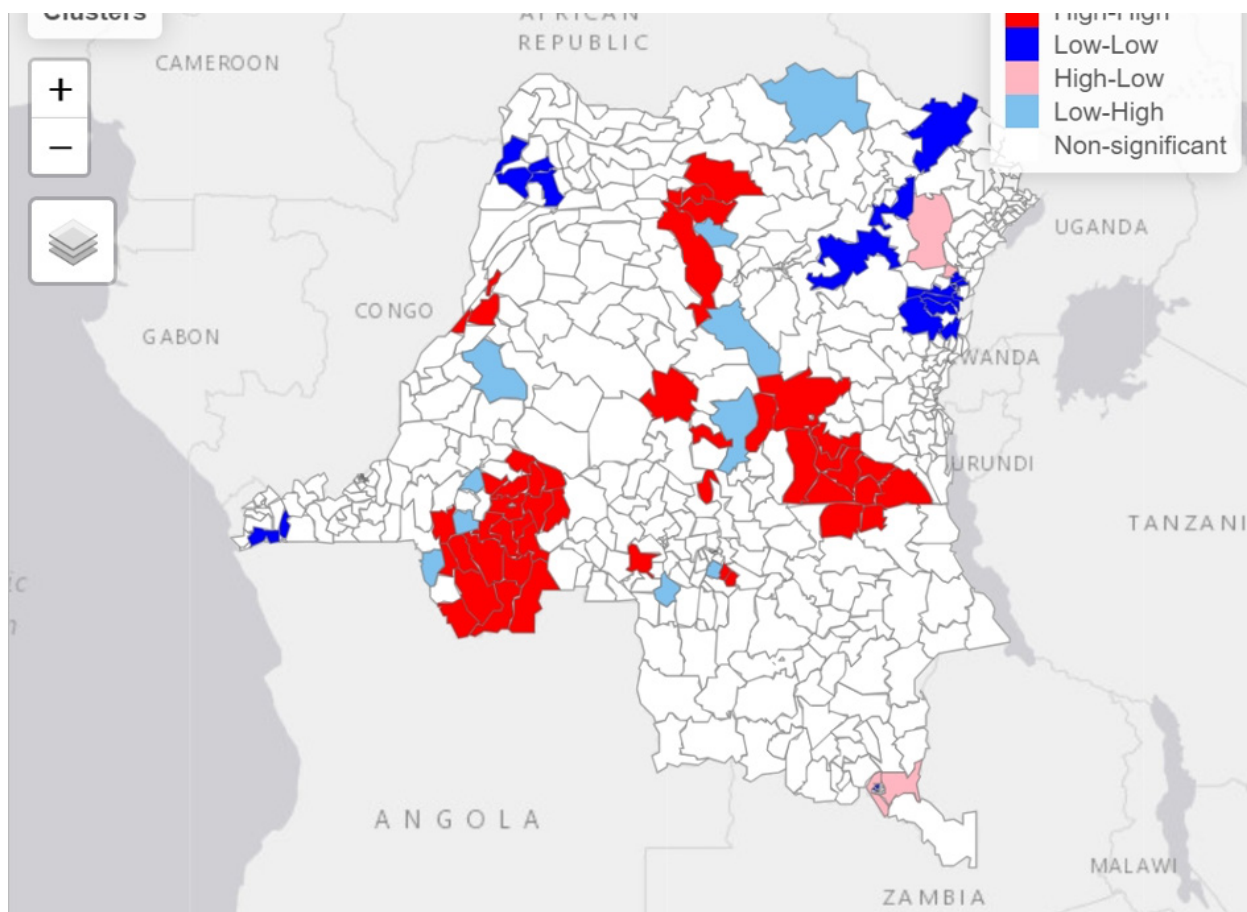 Clusters
AFRICAN
REPUBLIC
High-High
Low-Low
High-Low
Low-High
Non-significant
+
−
CAMEROON
UGANDA
CONGO
GABON
WANDA
URUNDI
TANZANI
ANGOLA
MALAWI
ZAMBIA